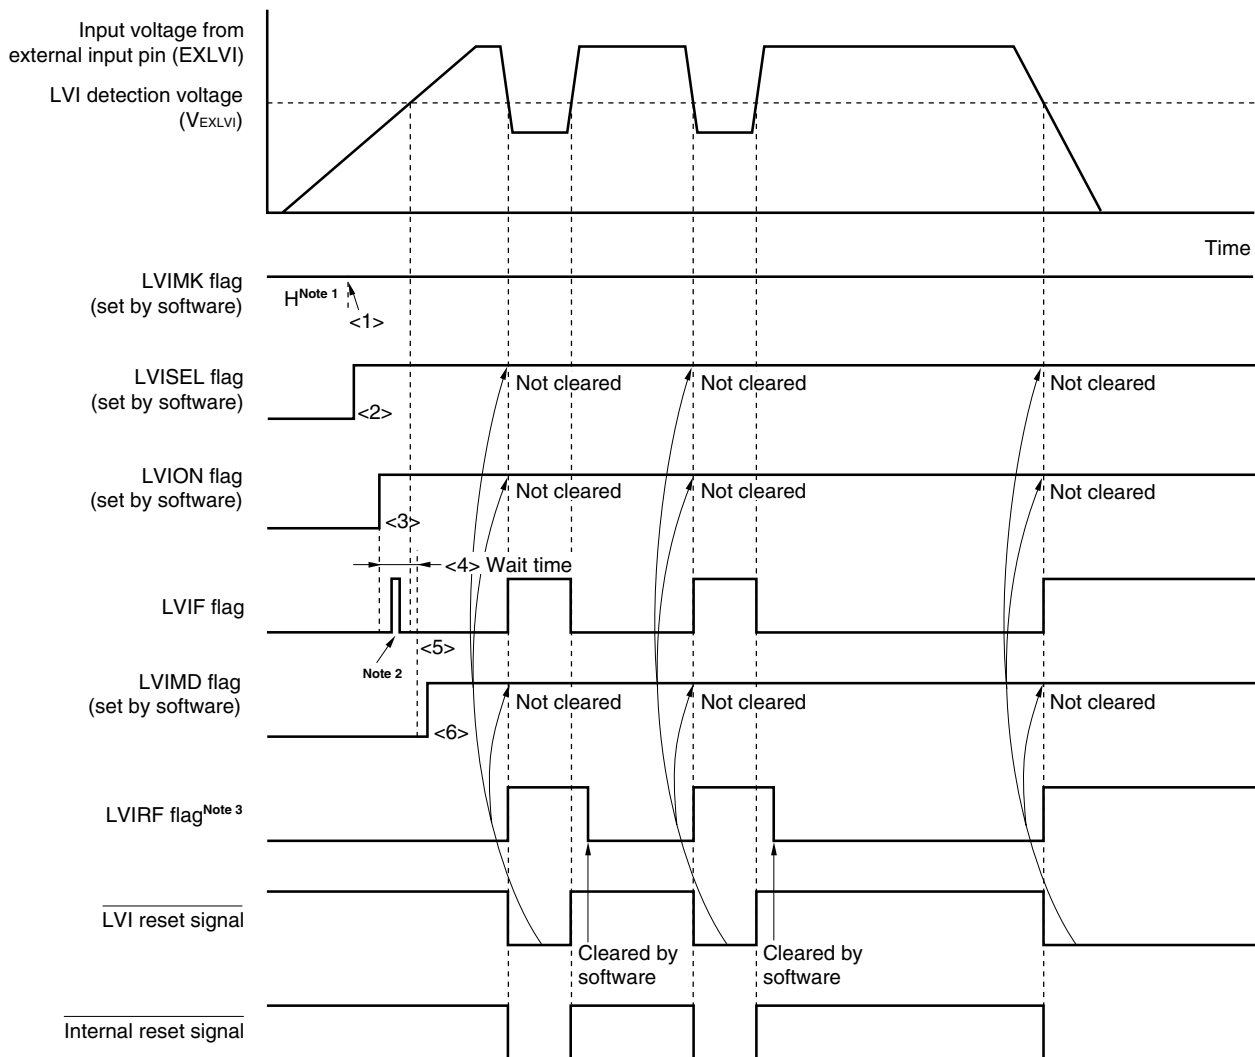 Input voltage from
external input pin (EXLVI)
LVI detection voltage
(VEXLVI)
Time
LVIMK flag
(set by software)
H Note 1
<1>
LVISEL flag
(set by software)
<2>
Not cleared
Not cleared
Not cleared
LVION flag
(set by software)
<3>
Not cleared
Not cleared
Not cleared
<4> Wait time
LVIF flag
Note 2
<5>
LVIMD flag
(set by software)
<6>
Not cleared
Not cleared
Not cleared
LVIRF flag Note 3
LVI reset signal
Cleared by
software
Cleared by
software
Internal reset signal